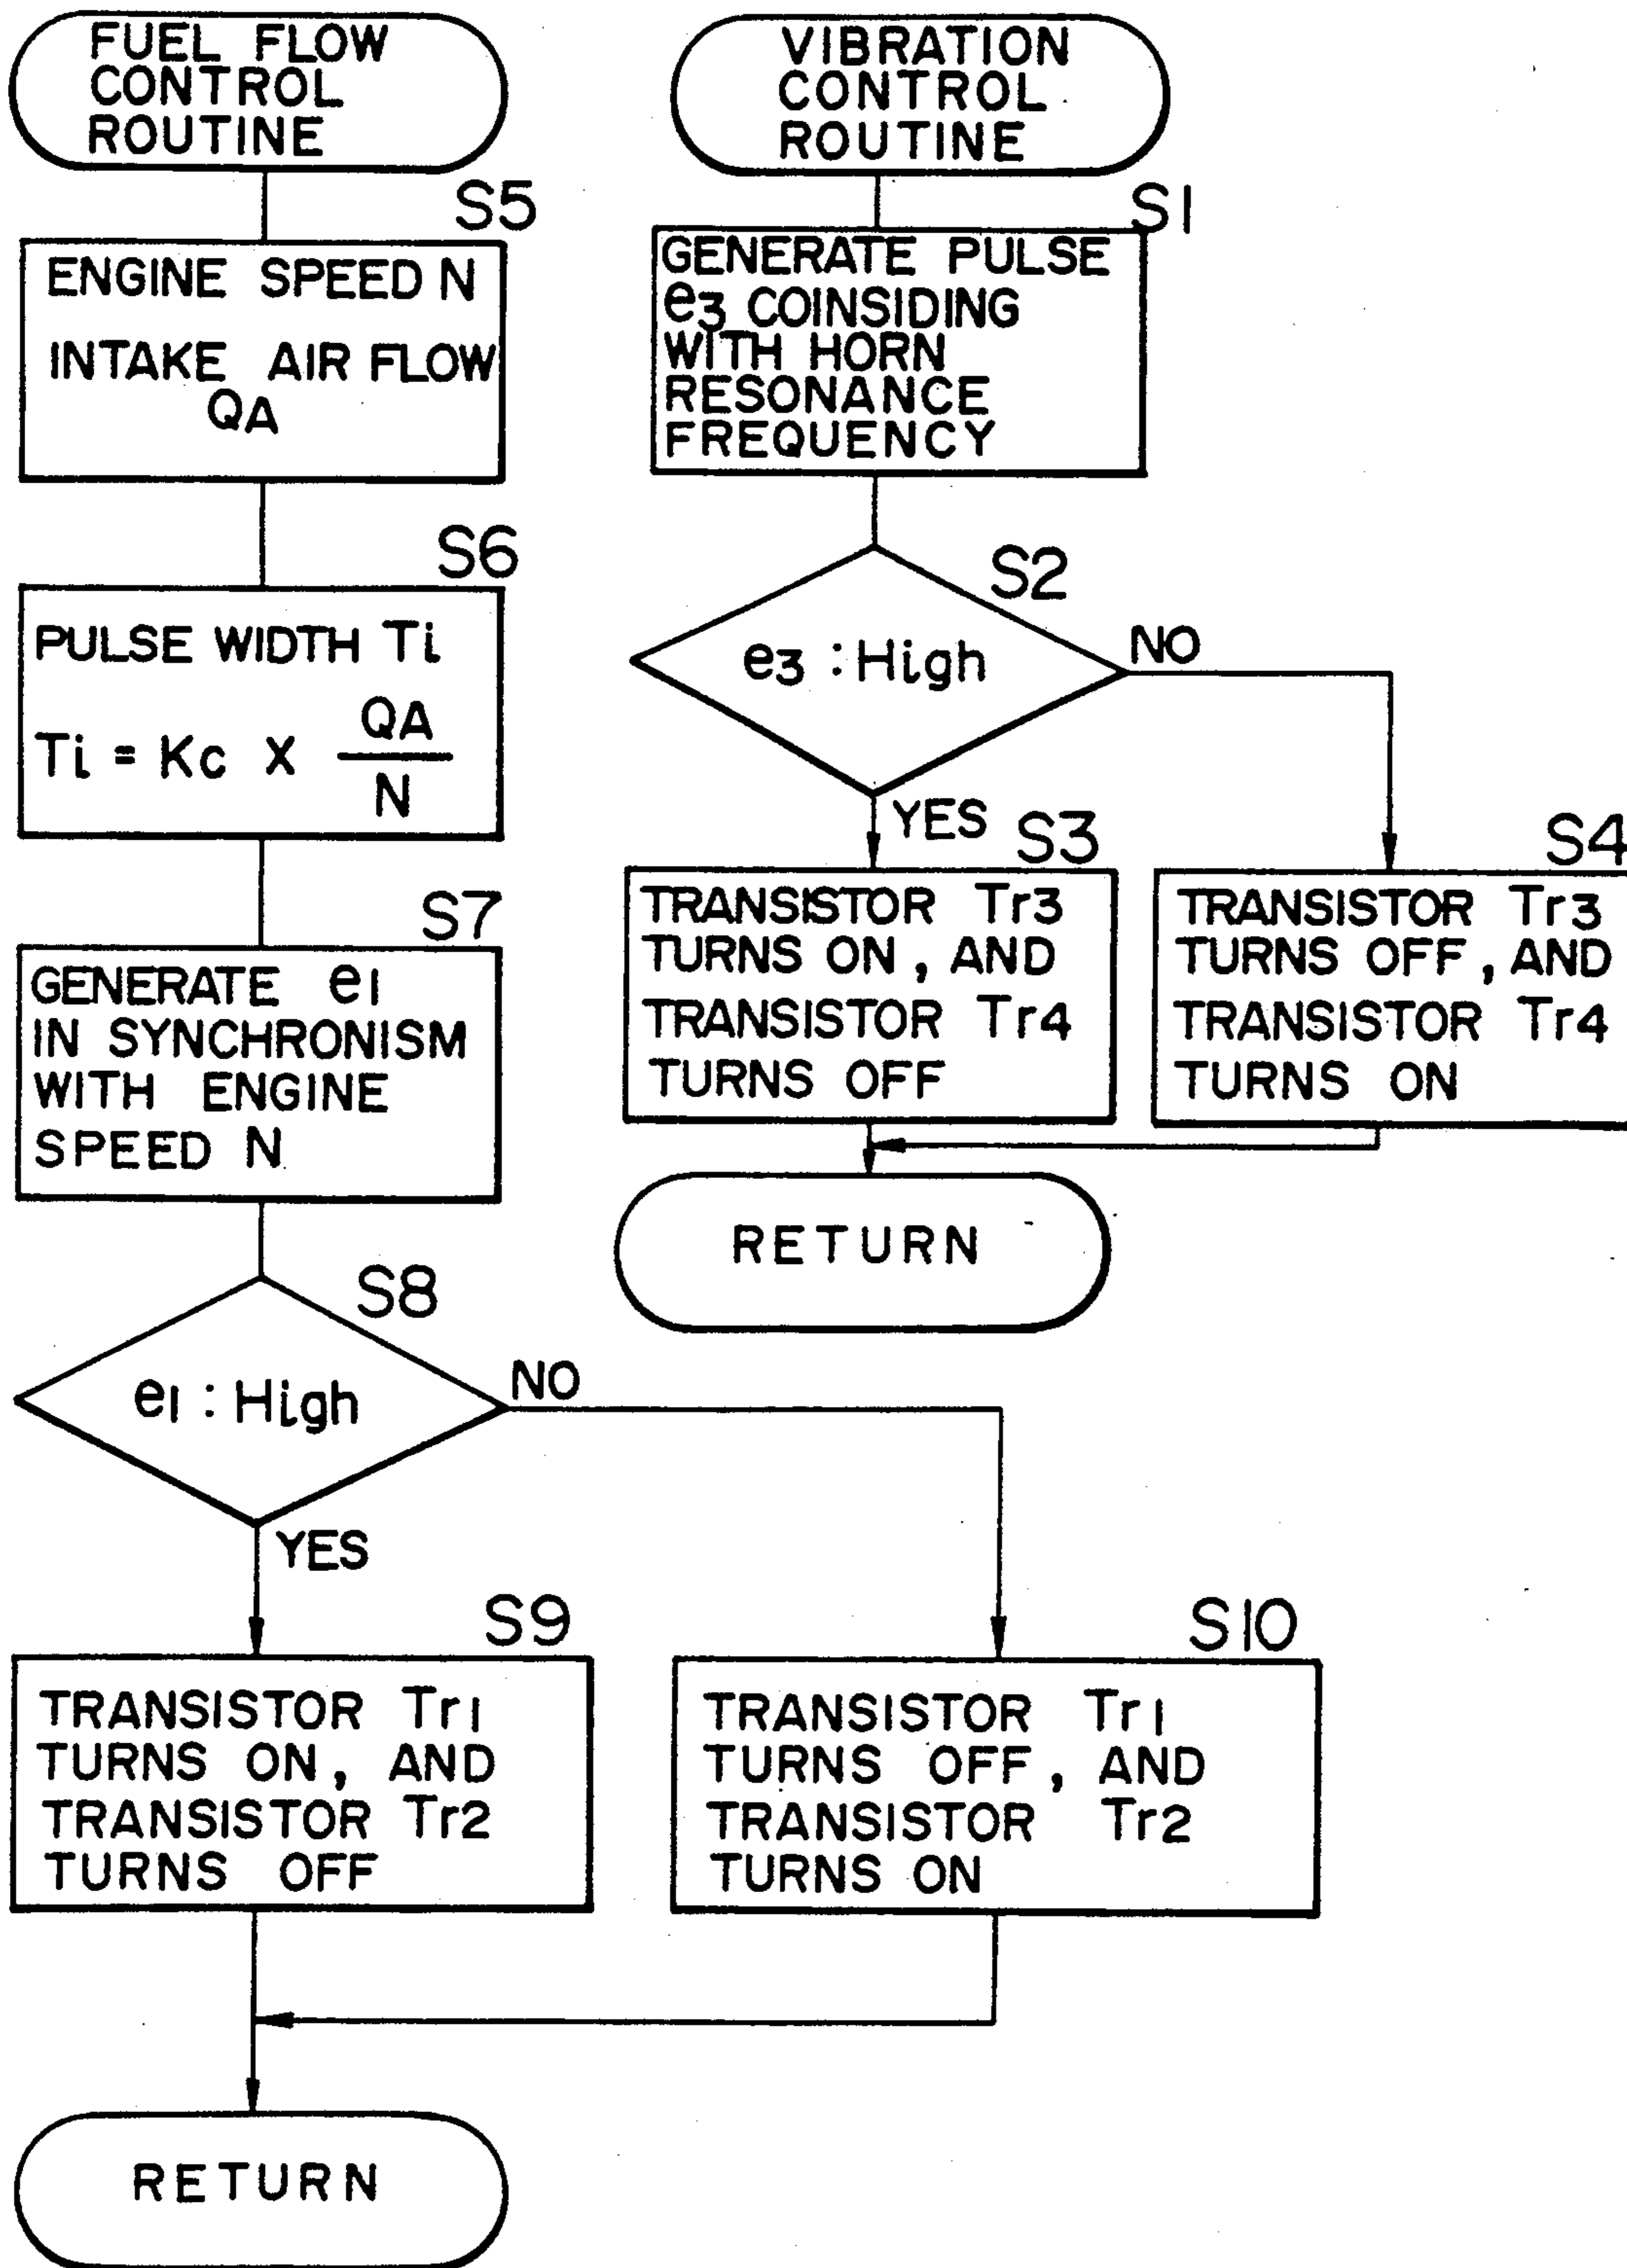 FUEL FLOW
CONTROL
ROUTINE
S5
ENGINE SPEED N
INTAKE AIR FLOW
QA
S6
PULSE WIDTH Ti
Ti = Kc X QA
N
S7
GENERATE e1
IN SYNCHRONISM
WITH ENGINE
SPEED N
S8
e1 : High
NO
YES
S9
TRANSISTOR Tr1
TURNS ON, AND
TRANSISTOR Tr2
TURNS OFF
S10
TRANSISTOR Tr1
TURNS OFF, AND
TRANSISTOR Tr2
TURNS ON
RETURN
VIBRATION
CONTROL
ROUTINE
S1
GENERATE PULSE
e3 COINSIDING
WITH HORN
RESONANCE
FREQUENCY
S2
e3 : High
NO
YES
S3
TRANSISTOR Tr3
TURNS ON, AND
TRANSISTOR Tr4
TURNS OFF
S4
TRANSISTOR Tr3
TURNS OFF, AND
TRANSISTOR Tr4
TURNS ON
RETURN